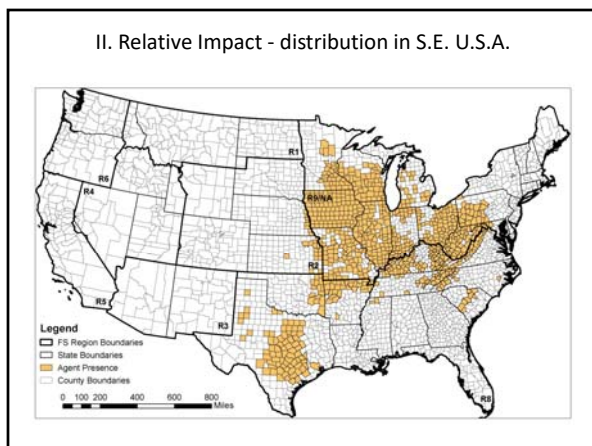 II. Relative Impact - distribution in S.E. U.S.A.
R1
R6
R4
R9/NA
R2
R5
R3
R8
Legend
FS Region Boundaries
State Boundaries
Agent Presence
County Boundaries
0 100 200 400 600 800
Miles